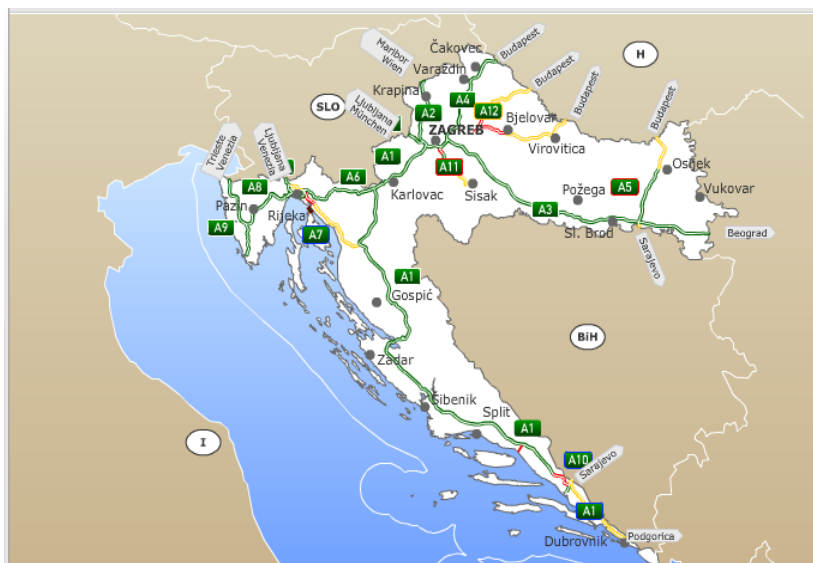 Čakovec
Budapest
H
Maribor
Wien
Varaždin
Budapest
Krapina
SLO
A4
A12
Budapest
Ljubljana
München
A2
Bjelovar
Budapest
ZAGREB
Virovitica
Trieste
Venezia
Ljubljana
Venezia
A1
A11
Osijek
A8
A6
Karlovac
Sisak
Požega
A5
Vukovar
Pazin
Rijeka
A3
A9
A7
Sl. Brod
Beograd
Sarajevo
A1
Gospić
BiH
Zadar
Šibenik
Split
A1
I
A10
Sarajevo
A1
Dubrovnik
Podgorica